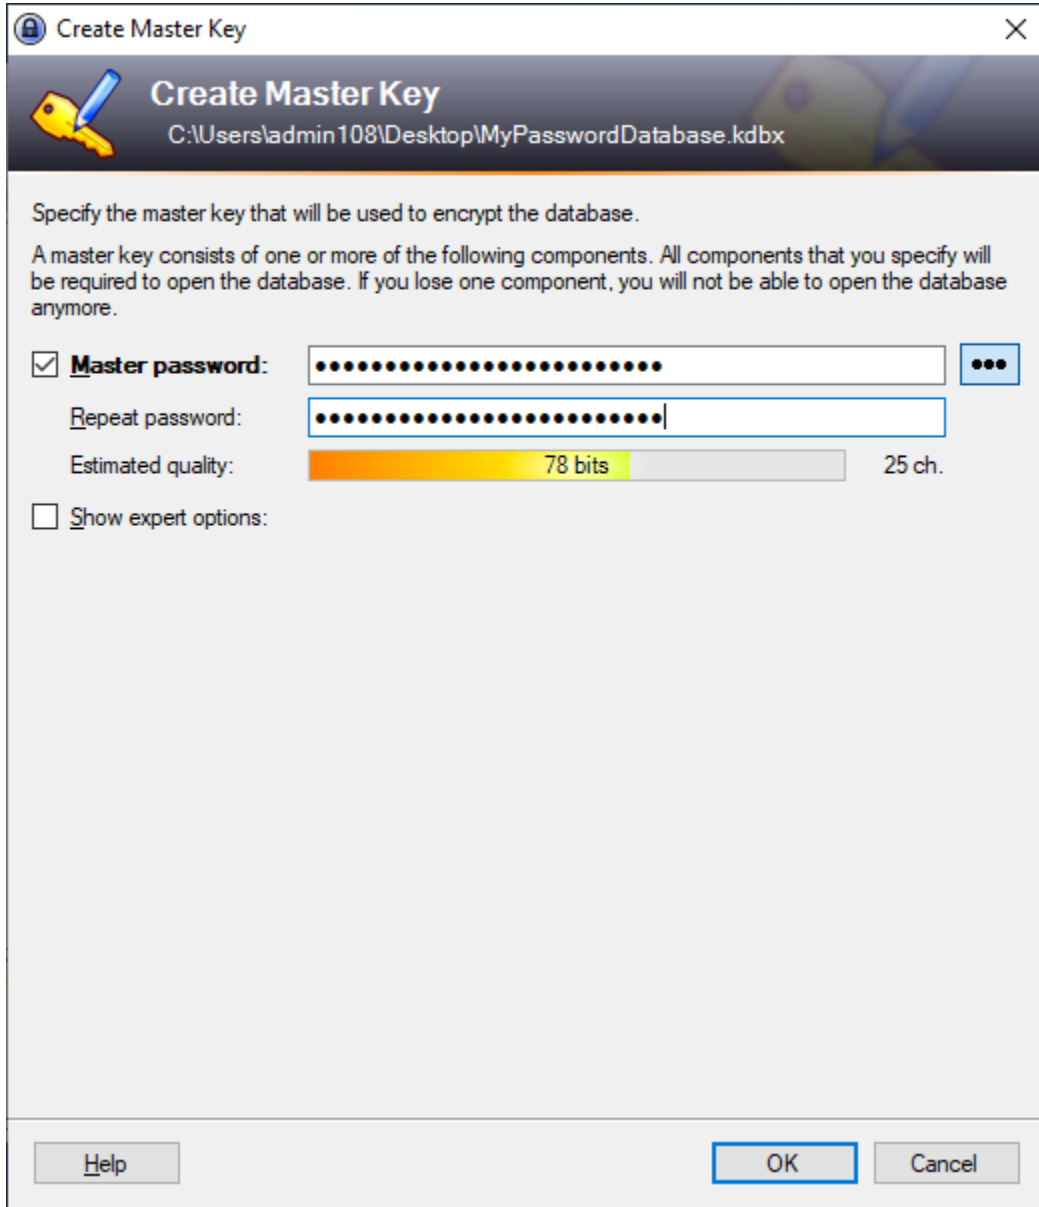 Create Master Key
Create Master Key
C:\Users\admin108\Desktop\MyPasswordDatabase.kdbx
Specify the master key that will be used to encrypt the database.
A master key consists of one or more of the following components. All components that you specify will
be required to open the database. If you lose one component, you will not be able to open the database
anymore.
Master password: ●●●●●●●●●●●●●●●●●●●●●●●●● ●●●
Repeat password: ●●●●●●●●●●●●●●●●●●●●●●●●●
Estimated quality: 78 bits 25 ch.
Show expert options:
Help OK Cancel